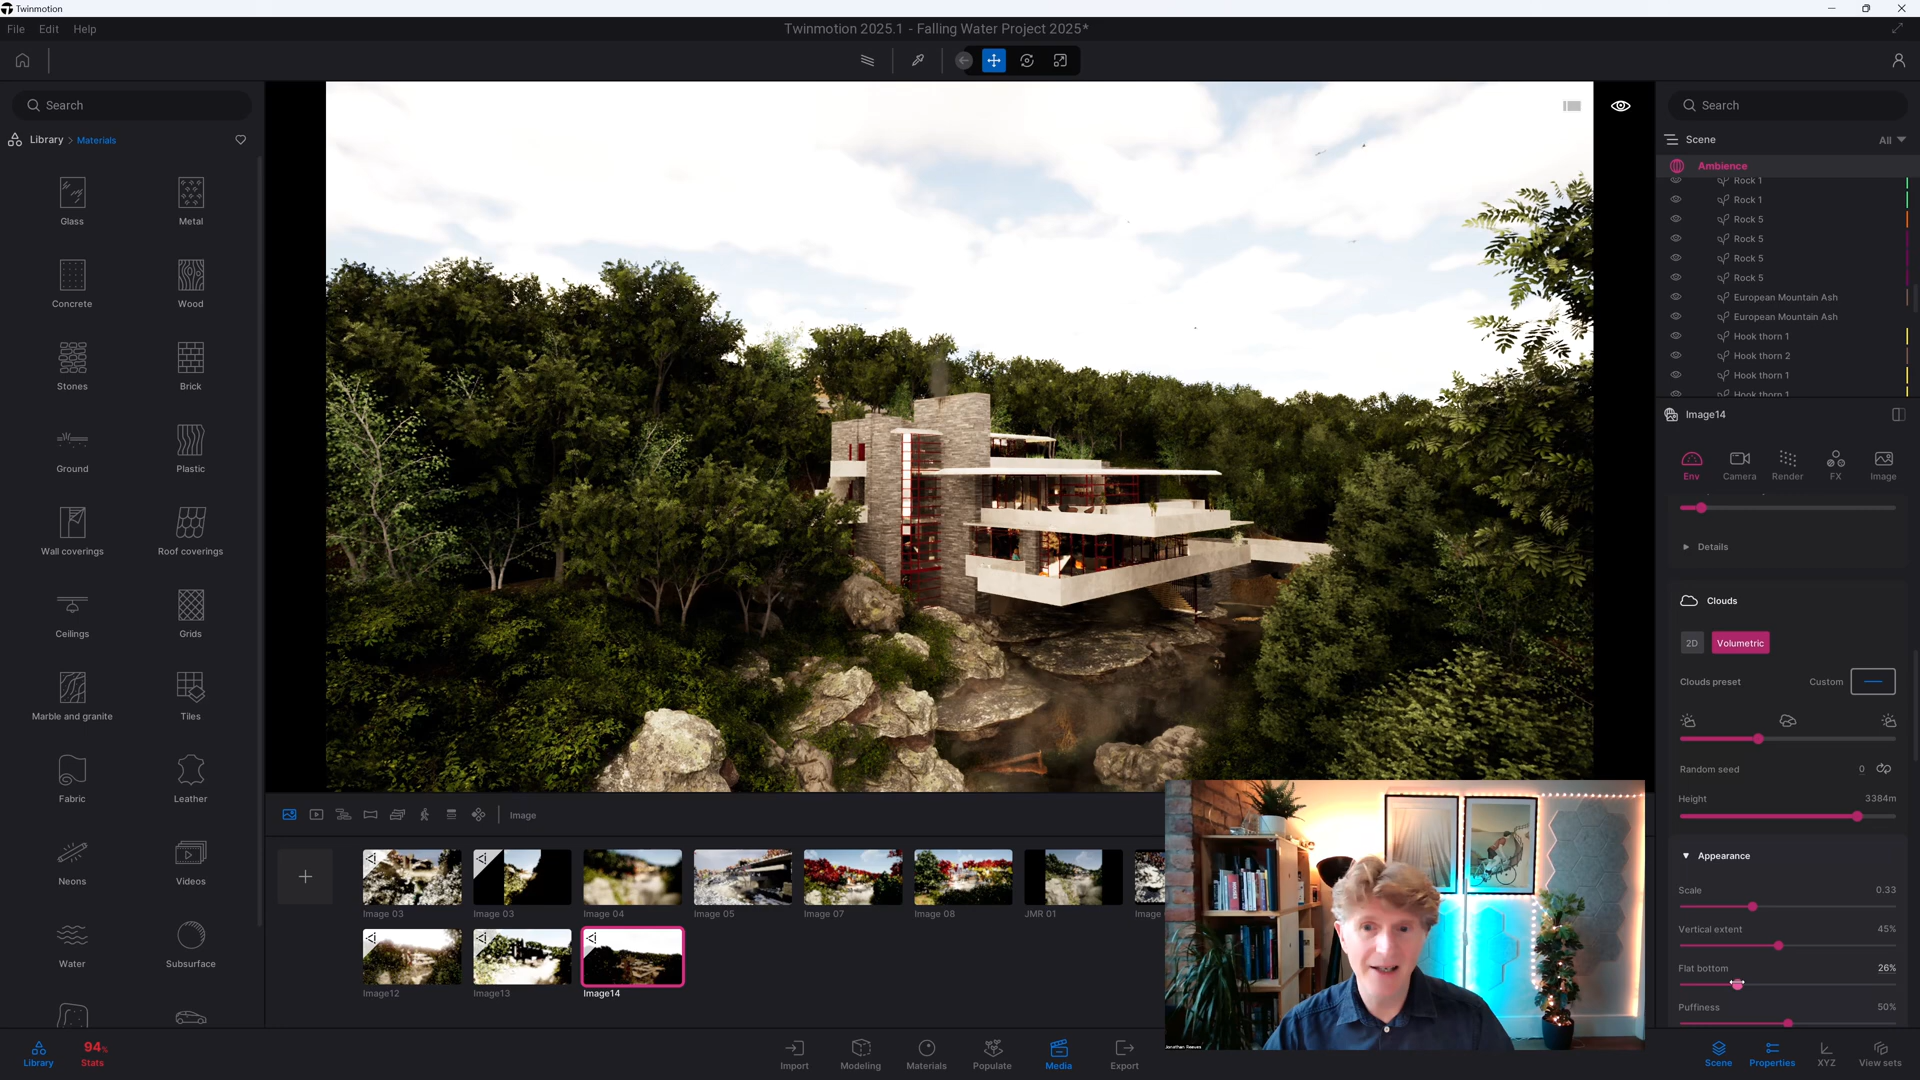 Twinmotion
File Edit Help
Twinmotion 2025.1 - Falling Water Project 2025*
Search
Library > Materials
Glass
Metal
Concrete
Wood
Stones
Brick
Ground
Plastic
Wall coverings
Roof coverings
Ceilings
Grids
Marble and granite
Tiles
Fabric
Leather
Neons
Videos
Water
Subsurface
Search
Scene
All
Ambience
Rock 1
Rock 1
Rock 5
Rock 5
Rock 5
Rock 5
European Mountain Ash
European Mountain Ash
Hook thorn 1
Hook thorn 2
Hook thorn 1
Hook thorn 1
Image14
Env
Camera
Render
FX
Image
Details
Clouds
2D
Volumetric
Clouds preset
Custom
Random seed
0
Height
3384m
Appearance
Scale
0.33
Vertical extent
45%
Flat bottom
26%
Puffiness
50%
Image
Image 03
Image 03
Image 04
Image 05
Image 07
Image 08
JMR 01
Image
Image12
Image13
Image14
Jonathan Reeves
Library
94%
Stats
Import
Modeling
Materials
Populate
Media
Export
Scene
Properties
XYZ
View sets